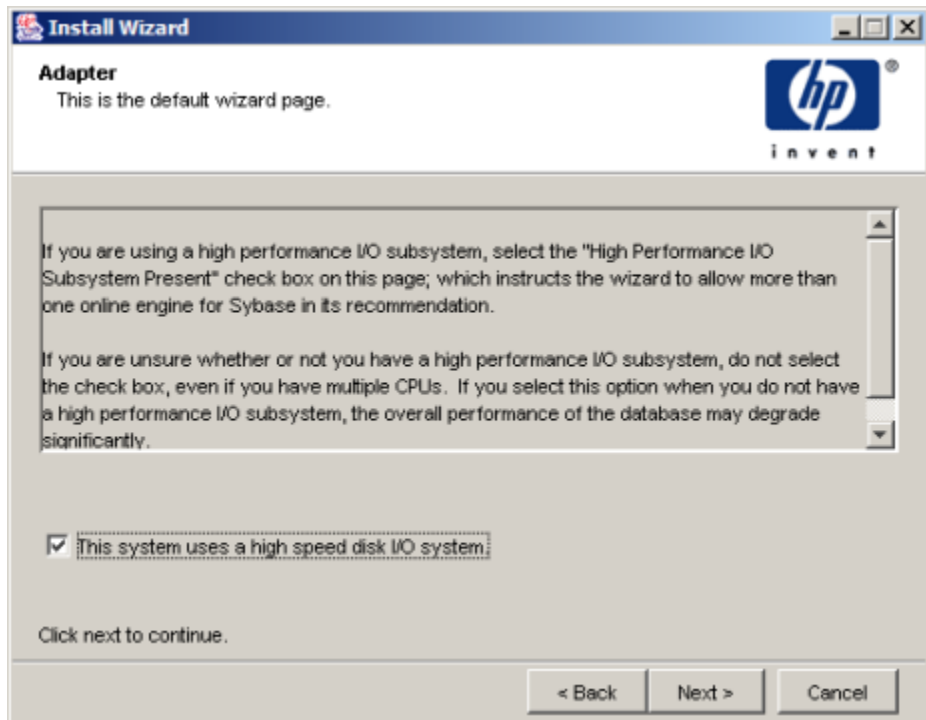 Install Wizard
Adapter
This is the default wizard page.
hp
®
invent
If you are using a high performance I/O subsystem, select the "High Performance I/O
Subsystem Present" check box on this page; which instructs the wizard to allow more than
one online engine for Sybase in its recommendation.
If you are unsure whether or not you have a high performance I/O subsystem, do not select
the check box, even if you have multiple CPUs. If you select this option when you do not have
a high performance I/O subsystem, the overall performance of the database may degrade
significantly.
This system uses a high speed disk I/O system.
Click next to continue.
< Back Next > Cancel